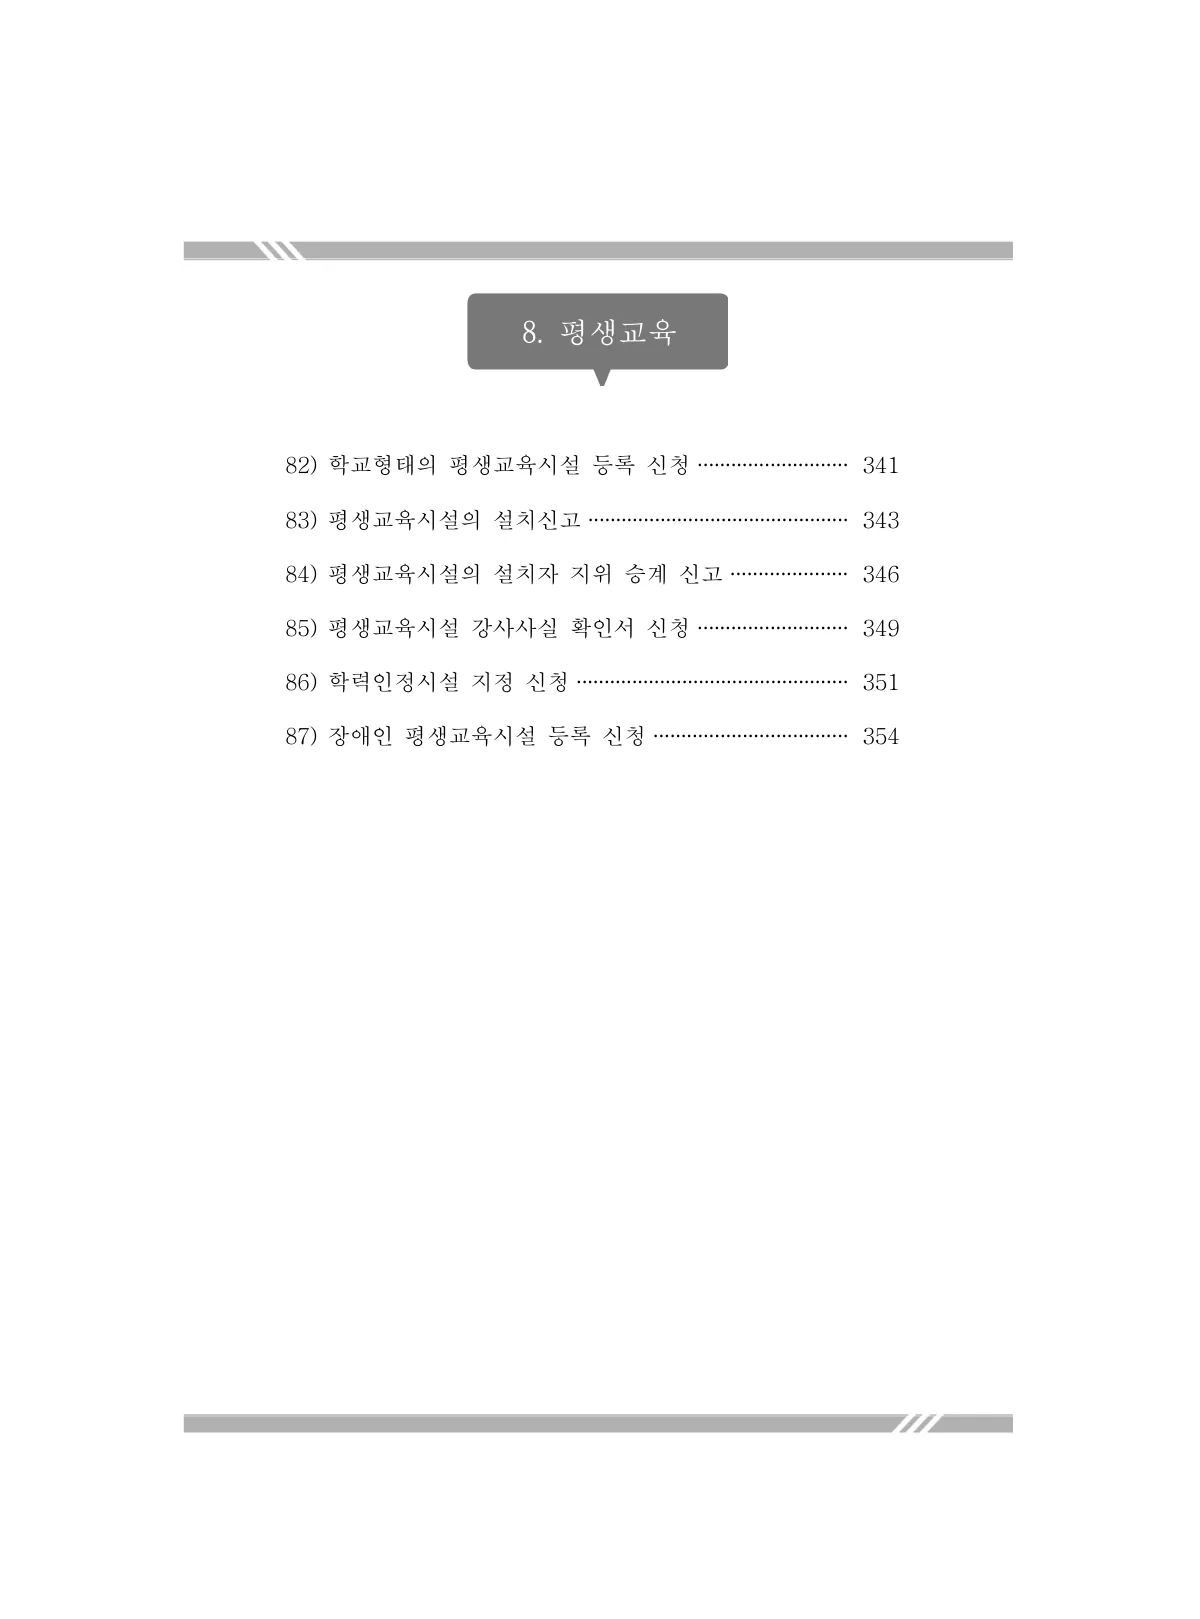 8. 평생교육
82) 학교형태의 평생교육시설 등록 신청 ··························· 341
83) 평생교육시설의 설치신고 ··············································· 343
84) 평생교육시설의 설치자 지위 승계 신고 ····················· 346
85) 평생교육시설 강사사실 확인서 신청 ··························· 349
86) 학력인정시설 지정 신청 ················································· 351
87) 장애인 평생교육시설 등록 신청 ··································· 354